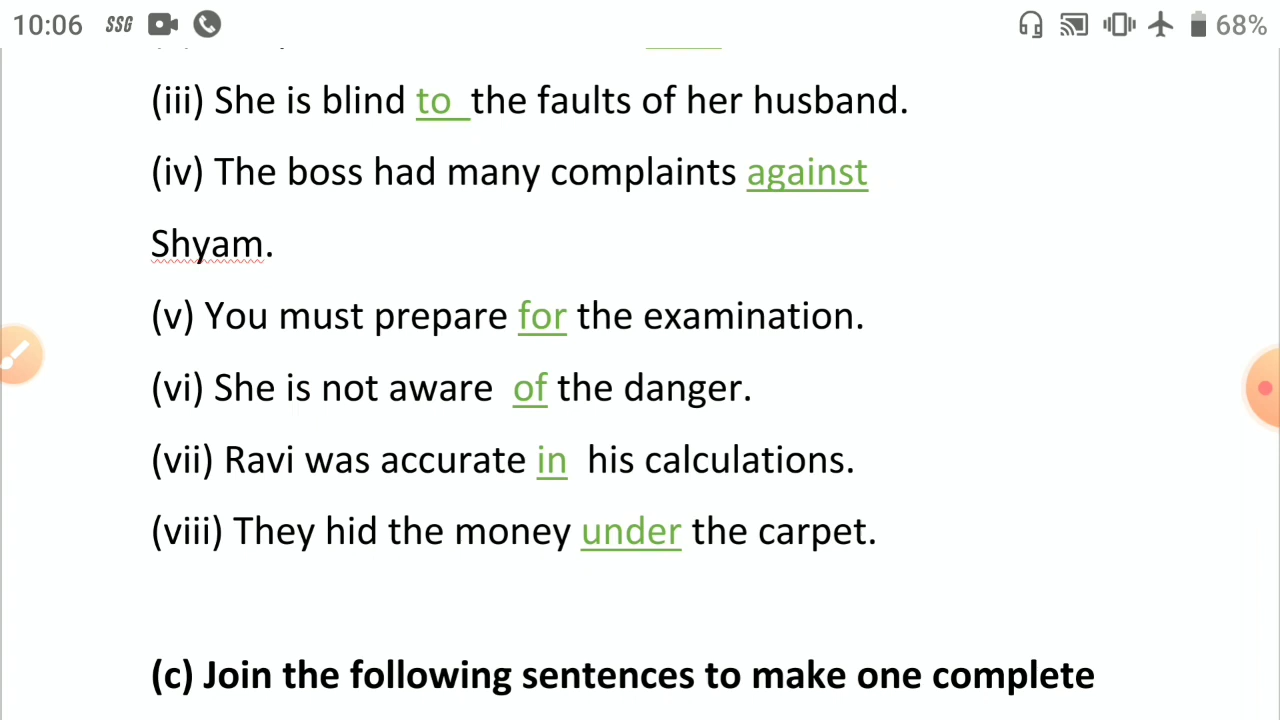 10:06 SSG 68%
(iii) She is blind to the faults of her husband.
(iv) The boss had many complaints against
Shyam.
(v) You must prepare for the examination.
(vi) She is not aware of the danger.
(vii) Ravi was accurate in his calculations.
(viii) They hid the money under the carpet.
(c) Join the following sentences to make one complete